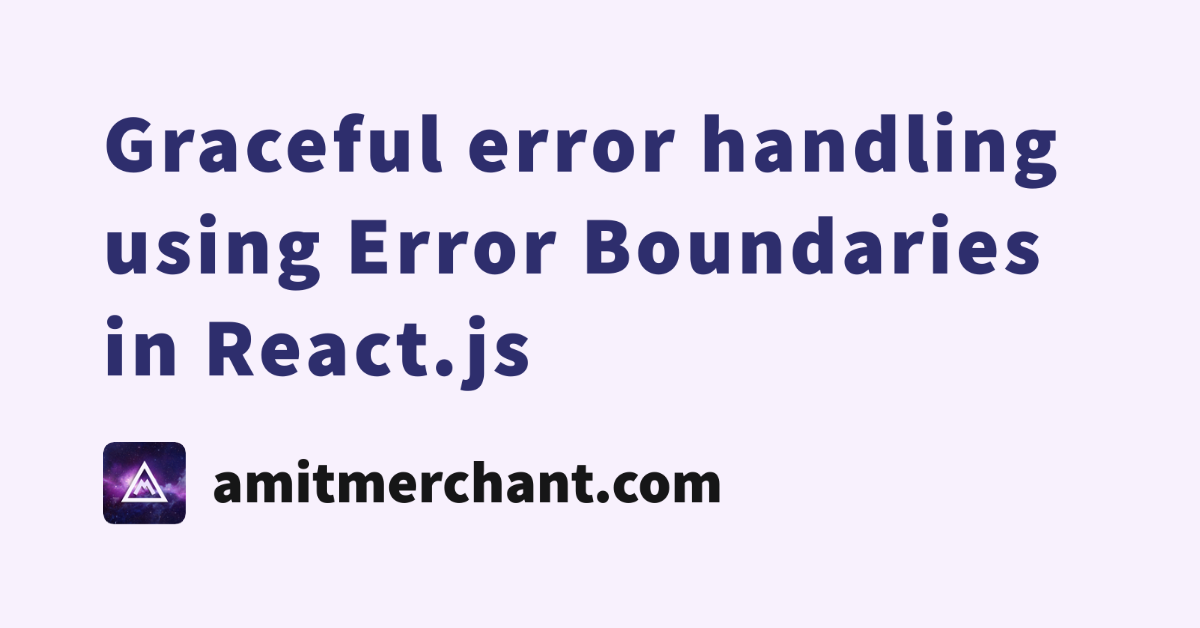 Graceful error handling
using Error Boundaries
in React.js
amitmerchant.com